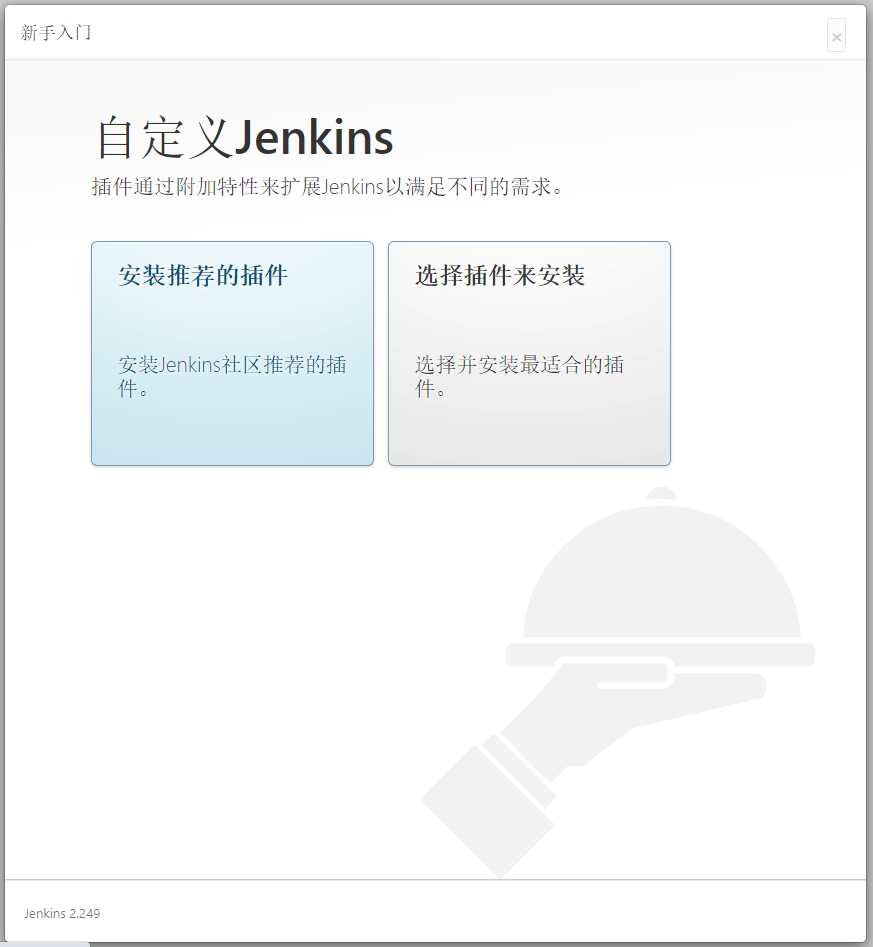 新手入门
×
自定义Jenkins
插件通过附加特性来扩展Jenkins以满足不同的需求。
安装推荐的插件
安装Jenkins社区推荐的插
件。
选择插件来安装
选择并安装最适合的插
件。
Jenkins 2.249